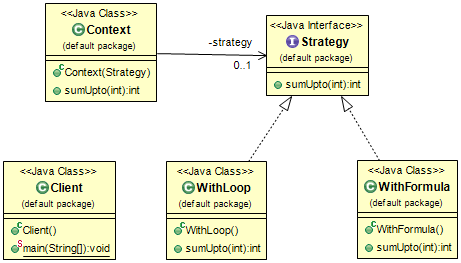 <<Java Class>>
Context
(default package)
Context(Strategy)
sumUpto(int):int
-strategy
0..1
<<Java Interface>>
Strategy
(default package)
sumUpto(int):int
<<Java Class>>
Client
(default package)
Client()
main(String[]):void
<<Java Class>>
WithLoop
(default package)
WithLoop()
sumUpto(int):int
<<Java Class>>
WithFormula
(default package)
WithFormula()
sumUpto(int):int